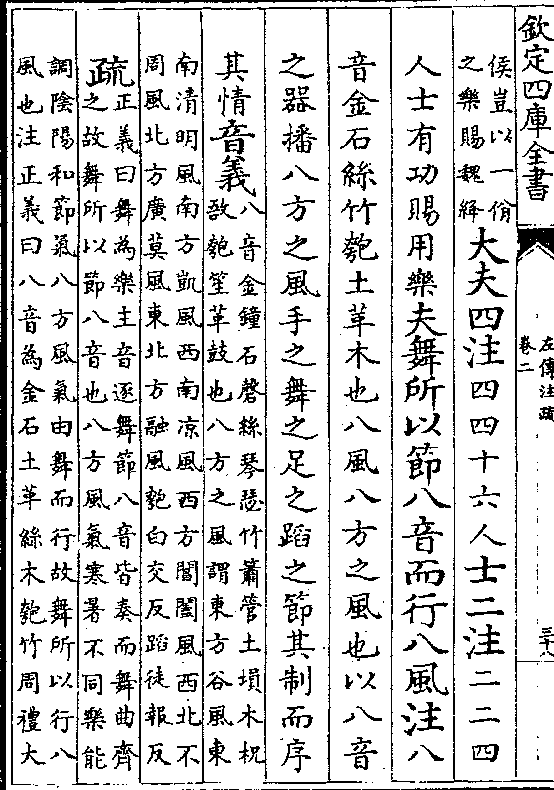 欽定四庫全書
左傳注疏
卷二
三十八
侯豈以一佾
之樂賜魏絳
大夫四注四四十六人士二注二二四
人士有功賜用樂夫舞所以節八音而行八風注八
音金石絲竹匏土革木也八風八方之風也以八音
之器播八方之風手之舞之足之蹈之節其制而序
其情音義
八音金鐘石磬絲琴瑟竹簫管土塤木柷
敔匏笙革鼓也八方之風謂東方谷風東
南清明風南方凱風西南凉風西方閶闔風西北不
周風北方廣莫風東北方融風匏白交反蹈徒報反
疏
正義曰舞為樂主音逐舞節八音皆奏而舞曲齊
之故舞所以節八音也八方風氣寒暑不同樂能
調陰陽和節氣八方風氣由舞而行故舞所以行八
風也注正義曰八音為金石土革絲木匏竹周禮大